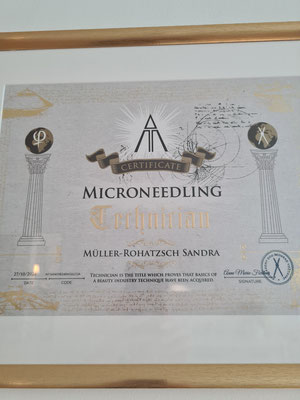 CERTIFICATE
MICRONEEDLING
Technician
MÜLLER-ROHATZSCH SANDRA
DATE
CODE
TECHNICIAN IS THE TITLE WHICH PROVES THAT BASICS OF
A BEAUTY INDUSTRY TECHNIQUE HAVE BEEN ACQUIRED.
SIGNATURE